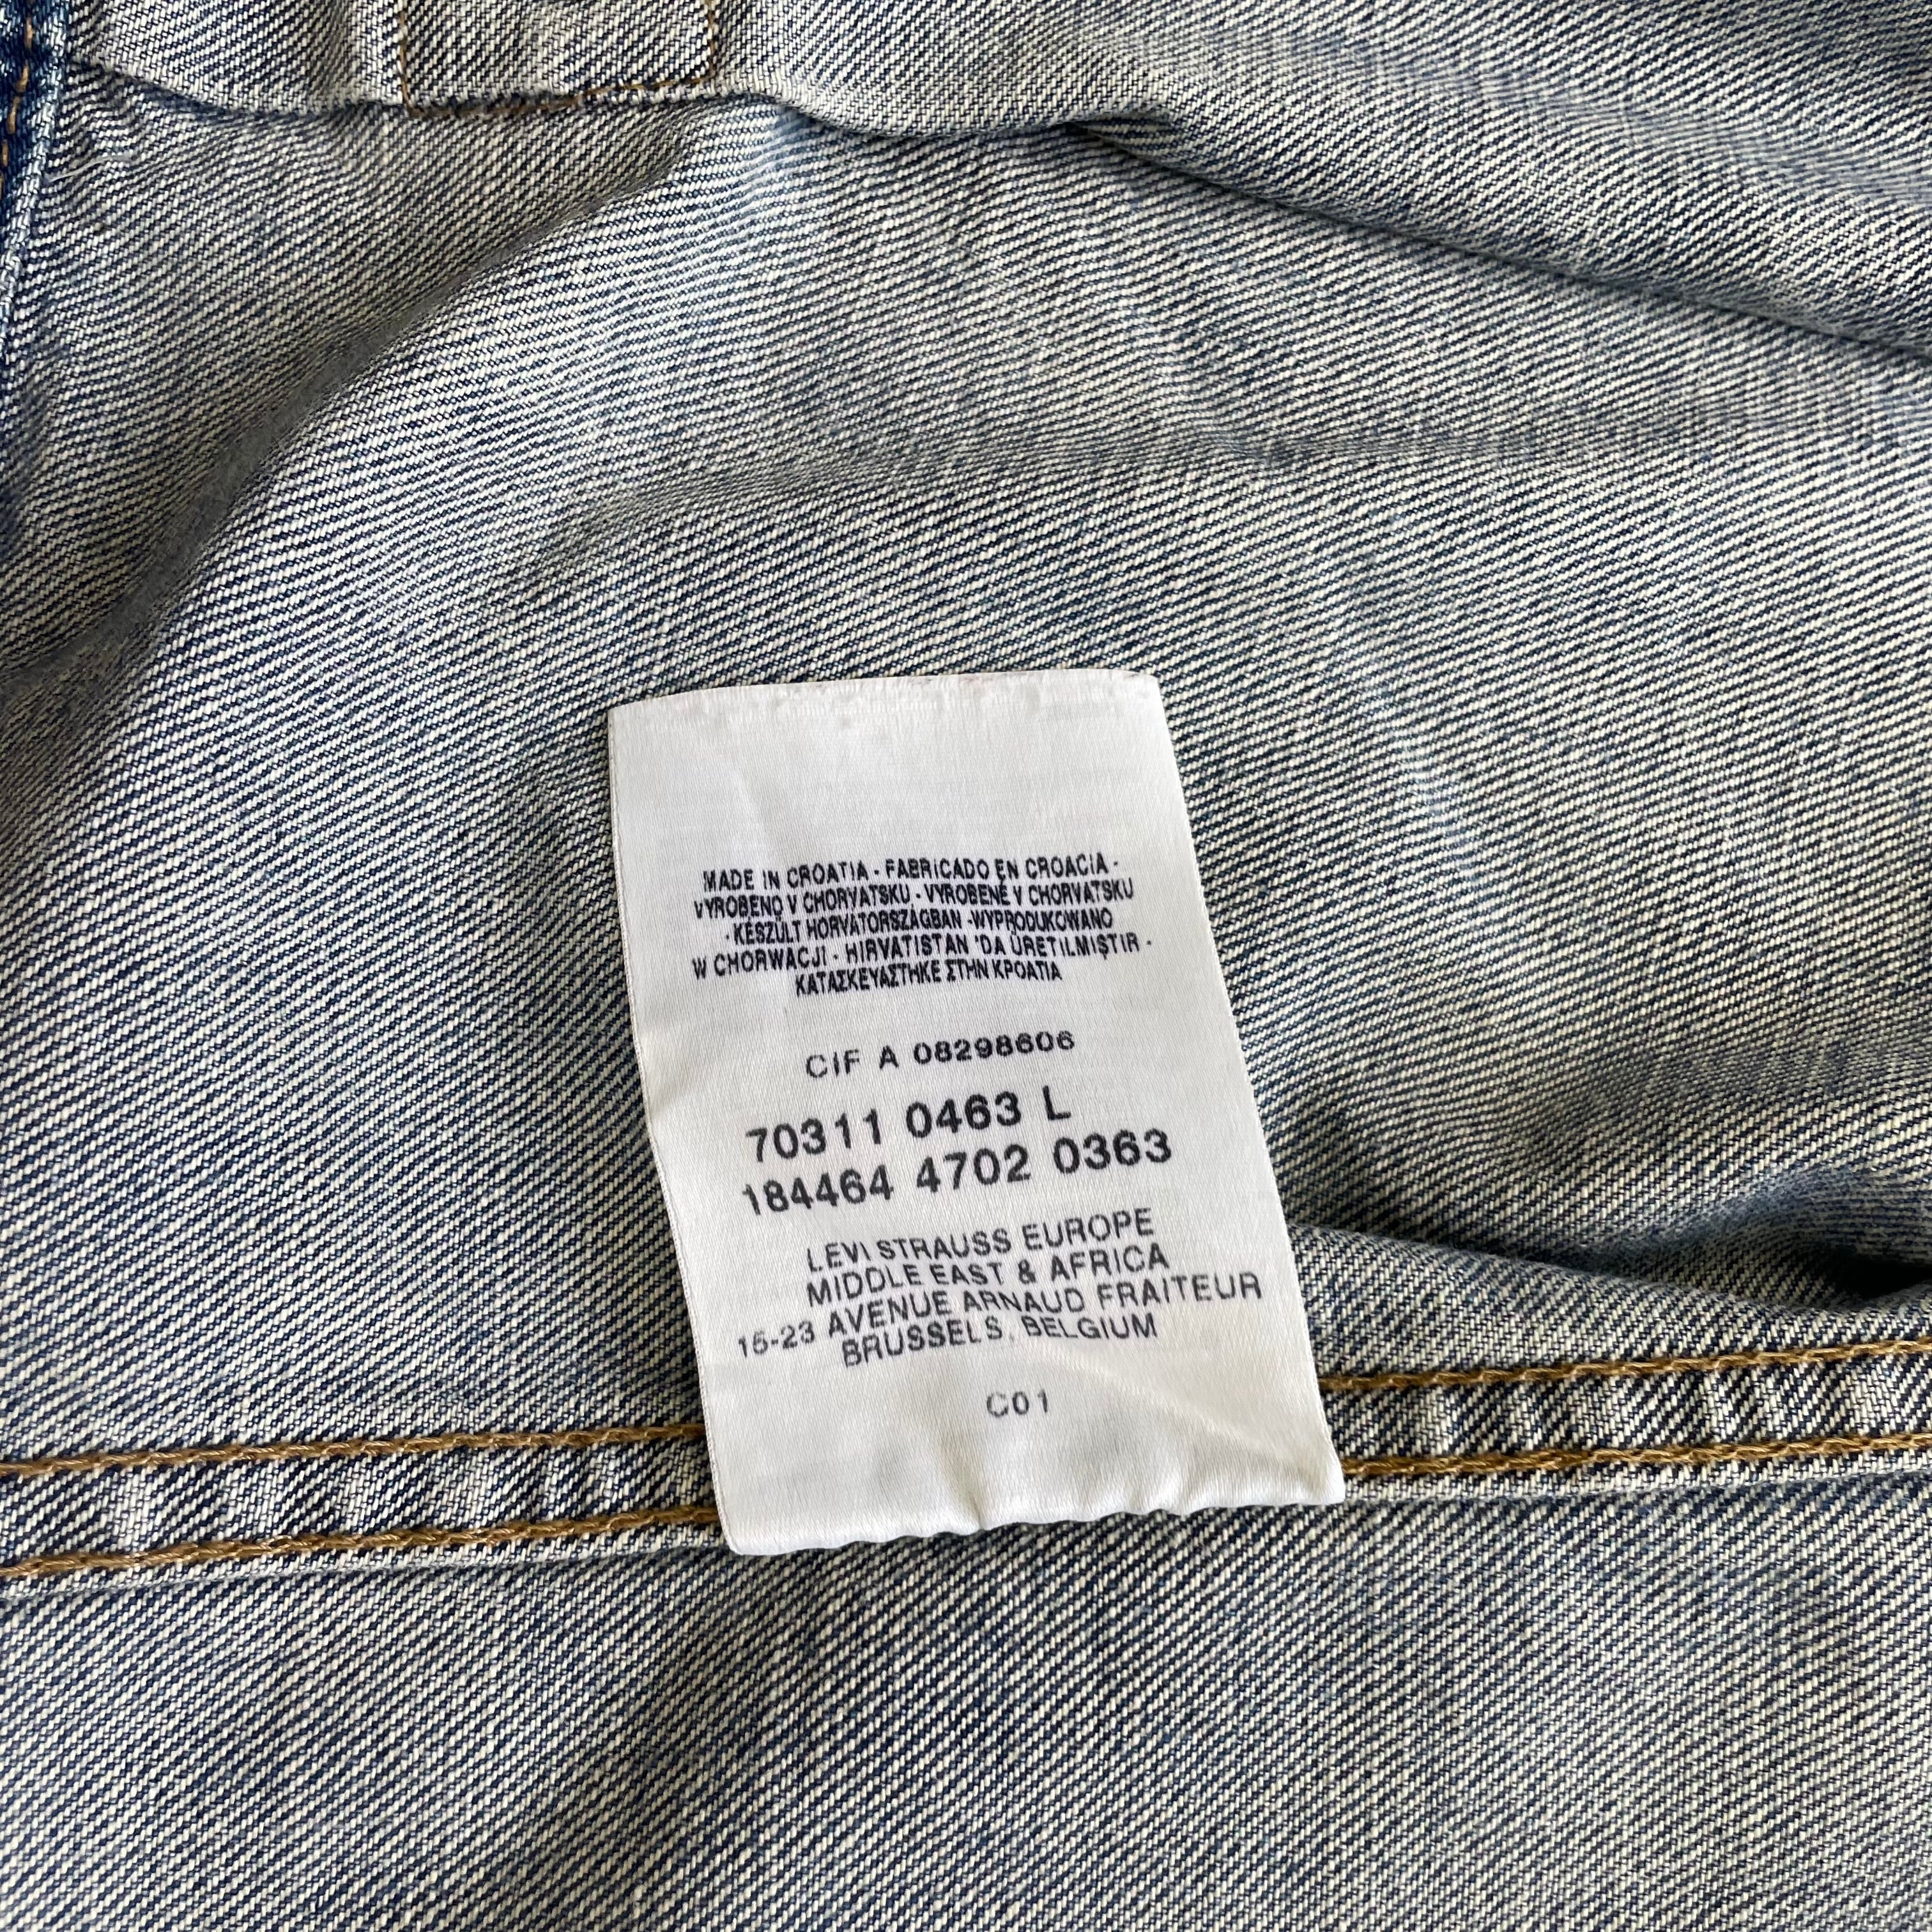 MADE IN CROATIA - FABRICADO EN CROACIA -
VYROBENO V CHORVATSKU - VYROBENÉ V CHORVATSKU
- KÉSZÜLT HORVÁTORSZÁGBAN -WYPRODUKOWANO
W CHORWACJI - HIRVATISTAN 'DA ÜRETILMIŞTIR -
ΚΑΤΑΣΚΕΥΑΣΤΗΚΕ ΣΤΗΝ ΚΡΟΑΤΙΑ
CIF A 08298606
70311 0463 L
184464 4702 0363
LEVI STRAUSS EUROPE
MIDDLE EAST & AFRICA
15-23 AVENUE ARNAUD FRAITEUR
BRUSSELS, BELGIUM
C01